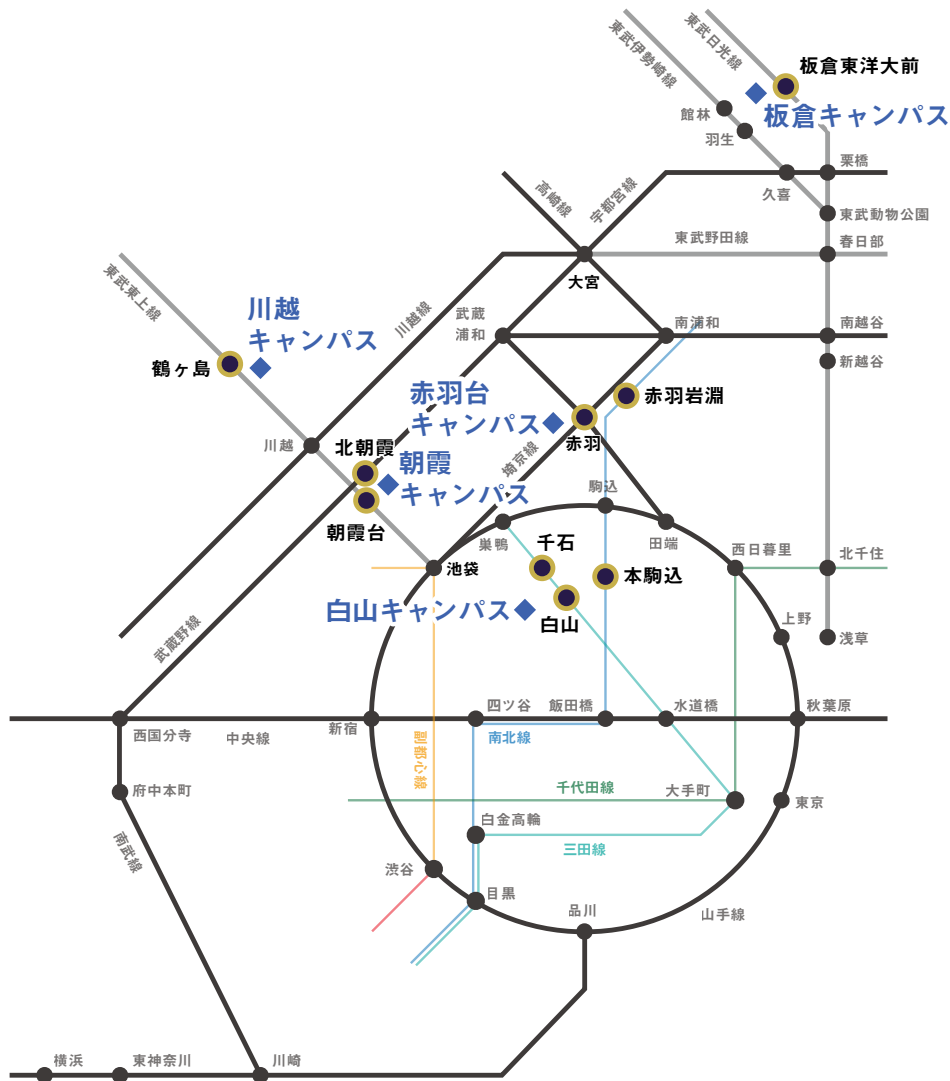 東武日光線
東武伊勢崎線
板倉東洋大前
板倉キャンパス
館林
羽生
久喜
栗橋
東武動物公園
高崎線
宇都宮線
東武野田線
春日部
大宮
東武東上線
川越
キャンパス
鶴ヶ島
川越線
武蔵
浦和
南浦和
南越谷
新越谷
赤羽台
キャンパス
赤羽岩淵
赤羽
埼京線
川越
北朝霞
朝霞
キャンパス
朝霞台
駒込
巣鴨
田端
千石
西日暮里
北千住
池袋
本駒込
白山キャンパス
白山
上野
浅草
武蔵野線
西国分寺
中央線
新宿
四ツ谷
飯田橋
水道橋
秋葉原
南北線
副都心線
千代田線
大手町
東京
府中本町
南武線
白金高輪
三田線
渋谷
目黒
品川
山手線
横浜
東神奈川
川崎